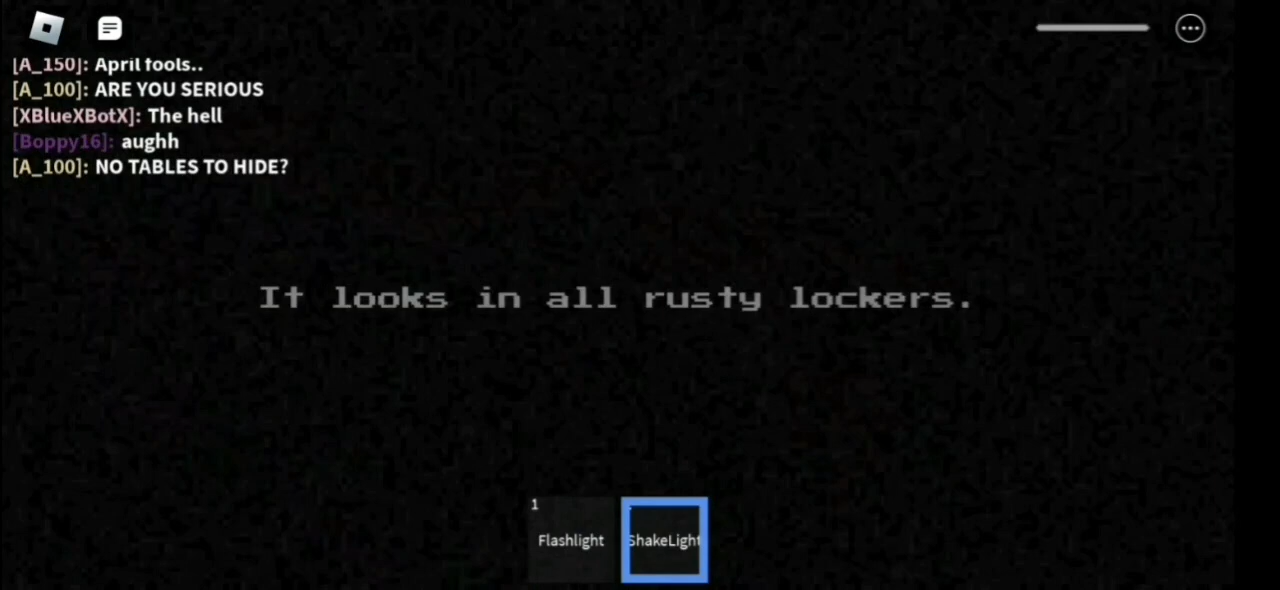 [A_150]: April fools..
[A_100]: ARE YOU SERIOUS
[XBlueXBotX]: The hell
[Boppy16]: aughh
[A_100]: NO TABLES TO HIDE?
It looks in all rusty lockers.
1
Flashlight
ShakeLight